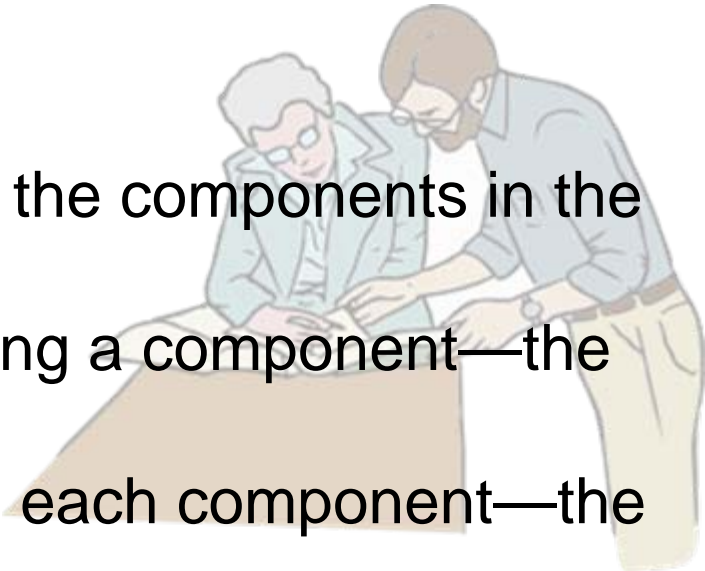 the components in the
ng a component—the
each component—the